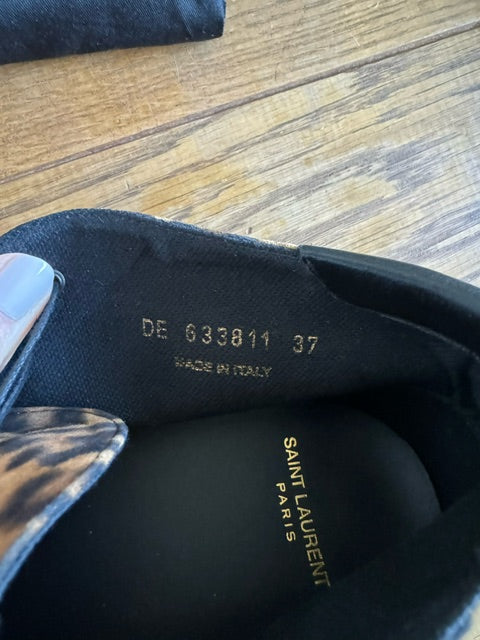 DE 633811 37
MADE IN ITALY
SAINT LAURENT
PARIS